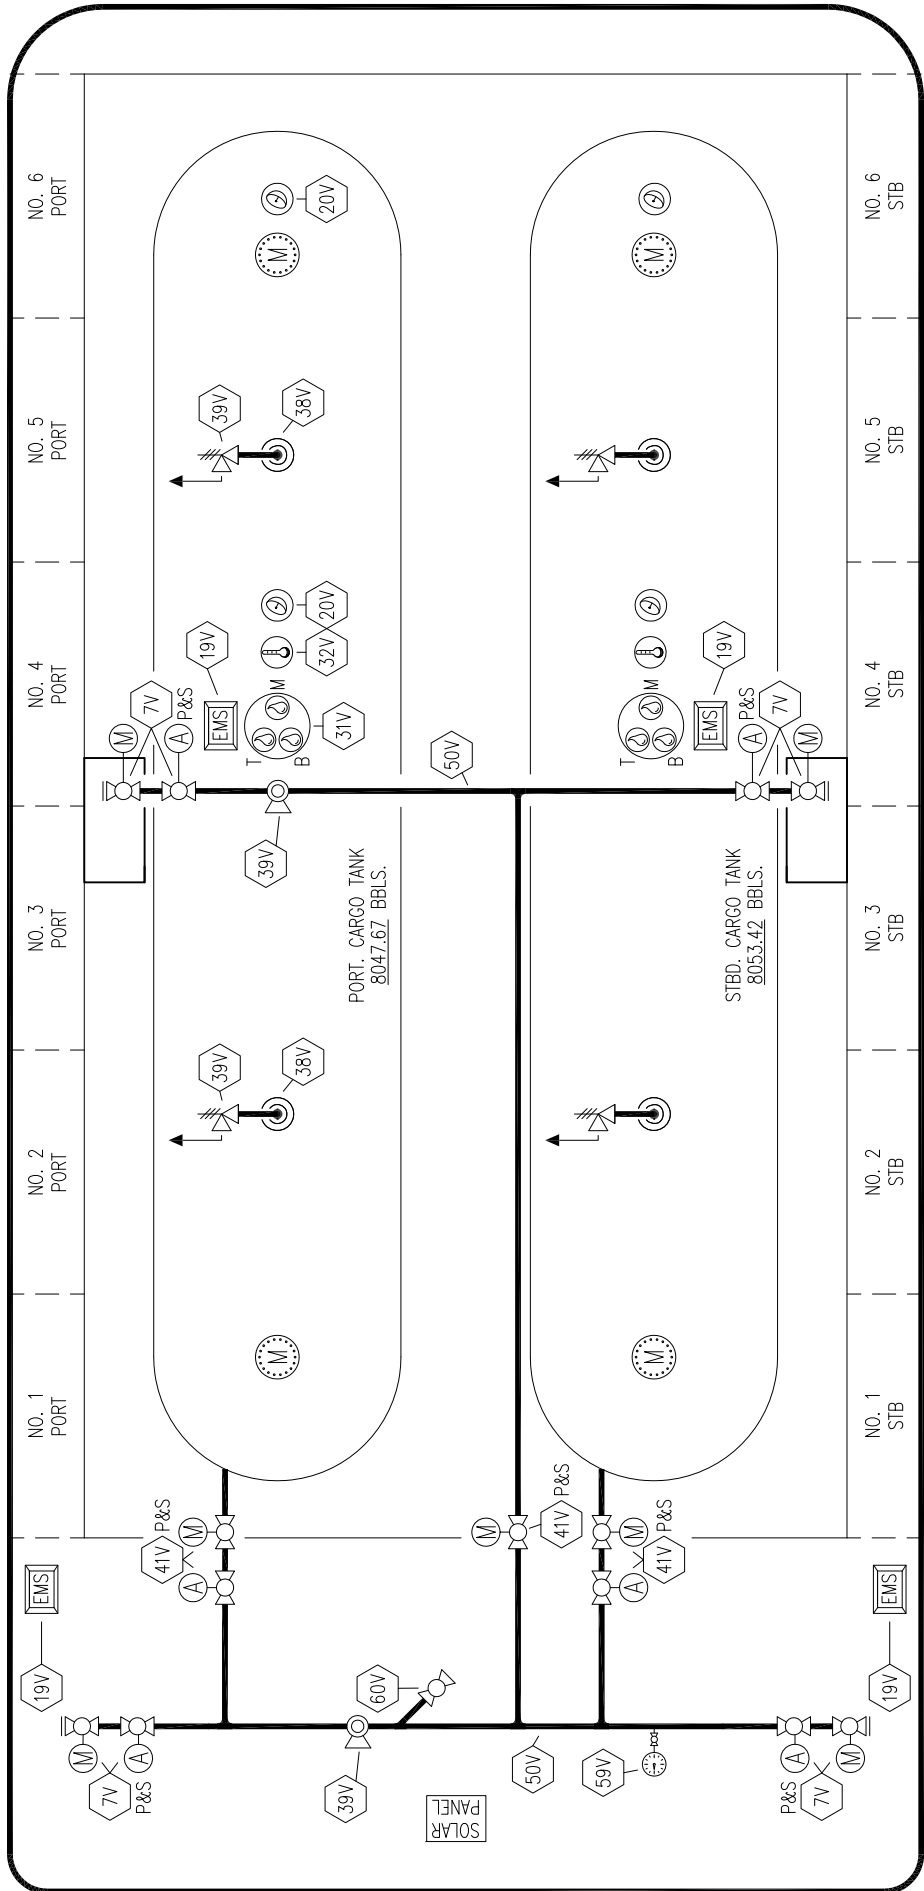 NO. 6
PORT
20V
M
NO. 6
STB
M
NO. 5
PORT
39V
38V
NO. 5
STB
NO. 4
PORT
7V
M
P&S
A
19V
EMS
T
M
B
20V
32V
31V
50V
T
M
B
EMS
19V
P&S
A
7V
M
NO. 4
STB
39V
NO. 3
PORT
PORT. CARGO TANK
8047.67 BBLS.
STBD. CARGO TANK
8053.42 BBLS.
NO. 3
STB
NO. 2
PORT
39V
38V
NO. 2
STB
NO. 1
PORT
M
M
NO. 1
STB
P&S
41V
M
A
M
41V
P&S
P&S
M
41V
A
EMS
19V
EMS
19V
M
A
7V
P&S
60V
39V
50V
59V
SOLAR
PANEL
P&S
A
7V
M